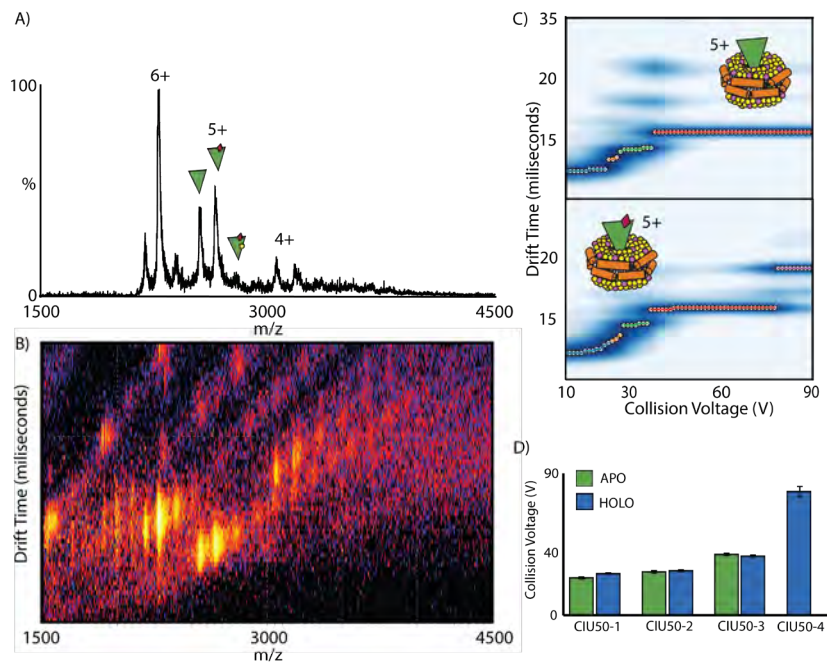 A)
100
%
0
6+
5+
4+
1500
3000
4500
m/z
B)
Drift Time (miliseconds)
1500
3000
4500
m/z
C)
35
20
15
5+
20
15
5+
Drift Time (miliseconds)
10
30
60
90
Collision Voltage (V)
D)
90
40
0
Collision Voltage (V)
APO
HOLO
CIU50-1
CIU50-2
CIU50-3
CIU50-4